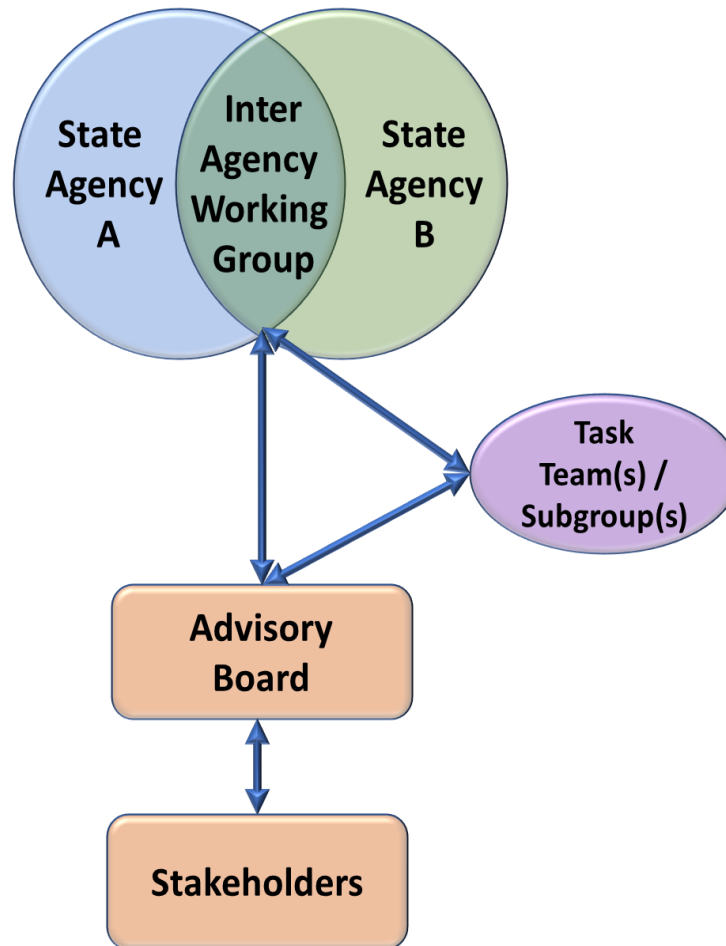 State
Agency
A
Inter
Agency
Working
Group
State
Agency
B
Task
Team(s) /
Subgroup(s)
Advisory
Board
Stakeholders